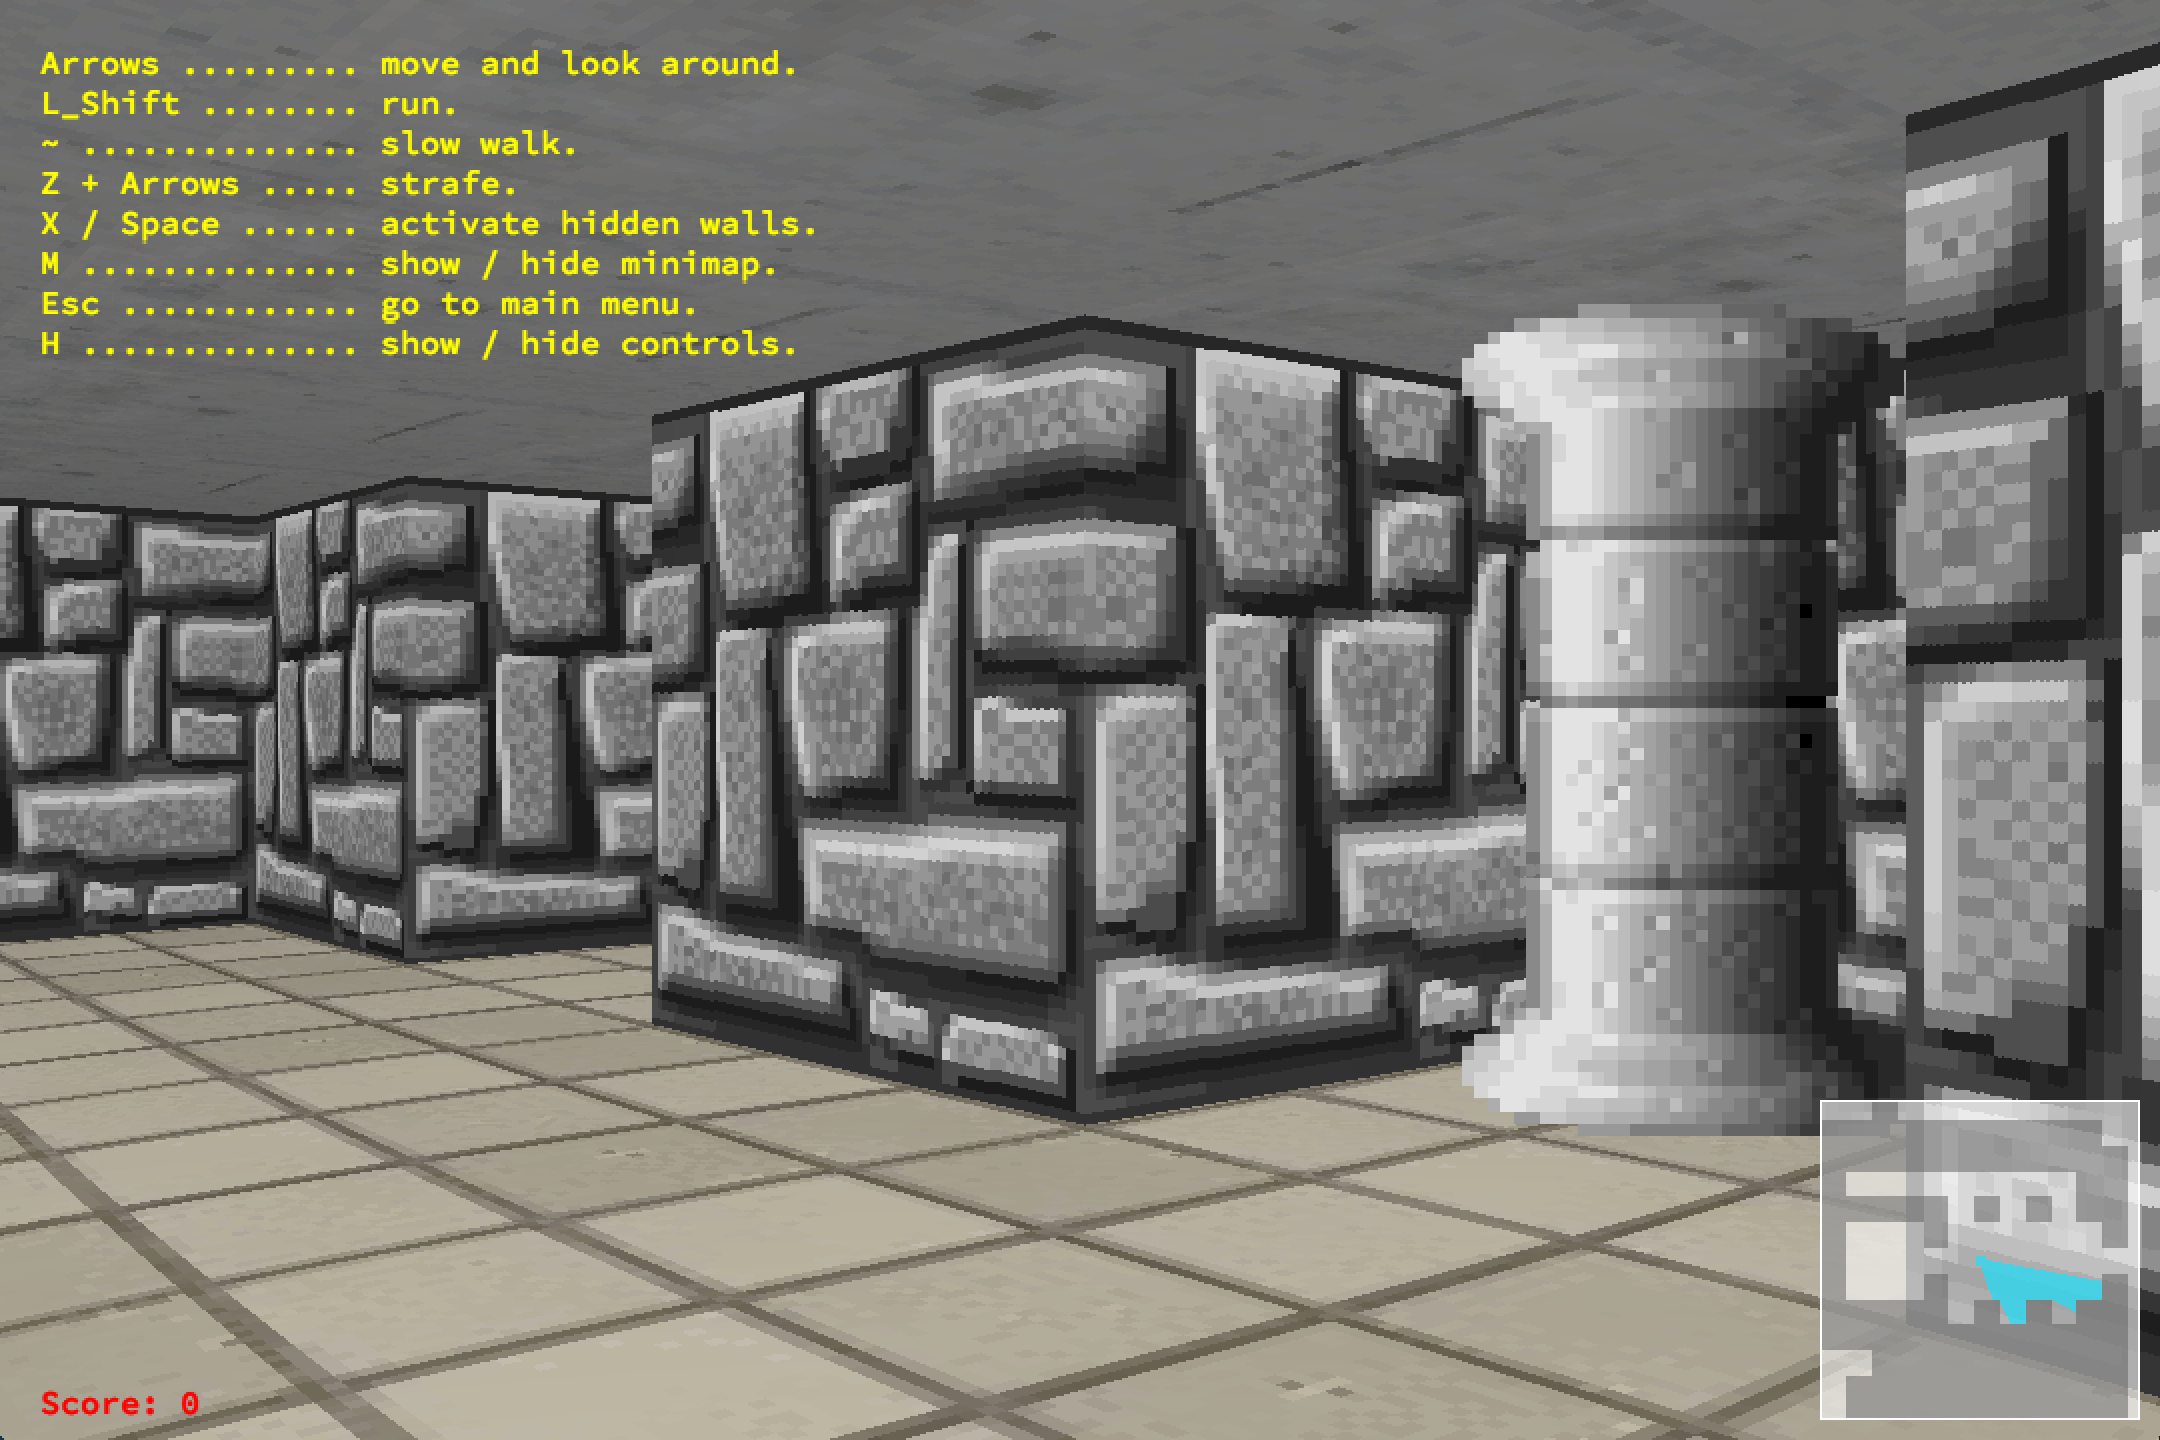 Arrows ......... move and look around.
L_Shift ........ run.
~ .............. slow walk.
Z + Arrows ..... strafe.
X / Space ...... activate hidden walls.
M .............. show / hide minimap.
Esc ............ go to main menu.
H .............. show / hide controls.
Score: 0